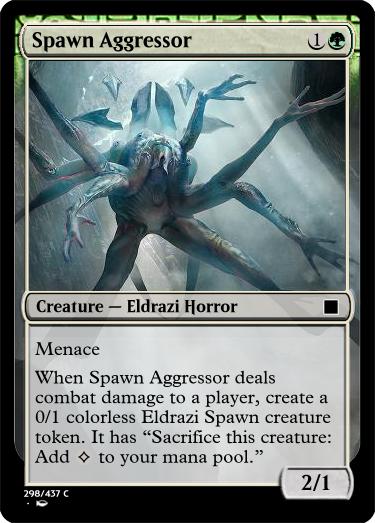 Spawn Aggressor 1
Creature — Eldrazi Horror
Menace
When Spawn Aggressor deals
combat damage to a player, create a
0/1 colorless Eldrazi Spawn creature
token. It has “Sacrifice this creature:
Add to your mana pool.”
2/1
298/437 C